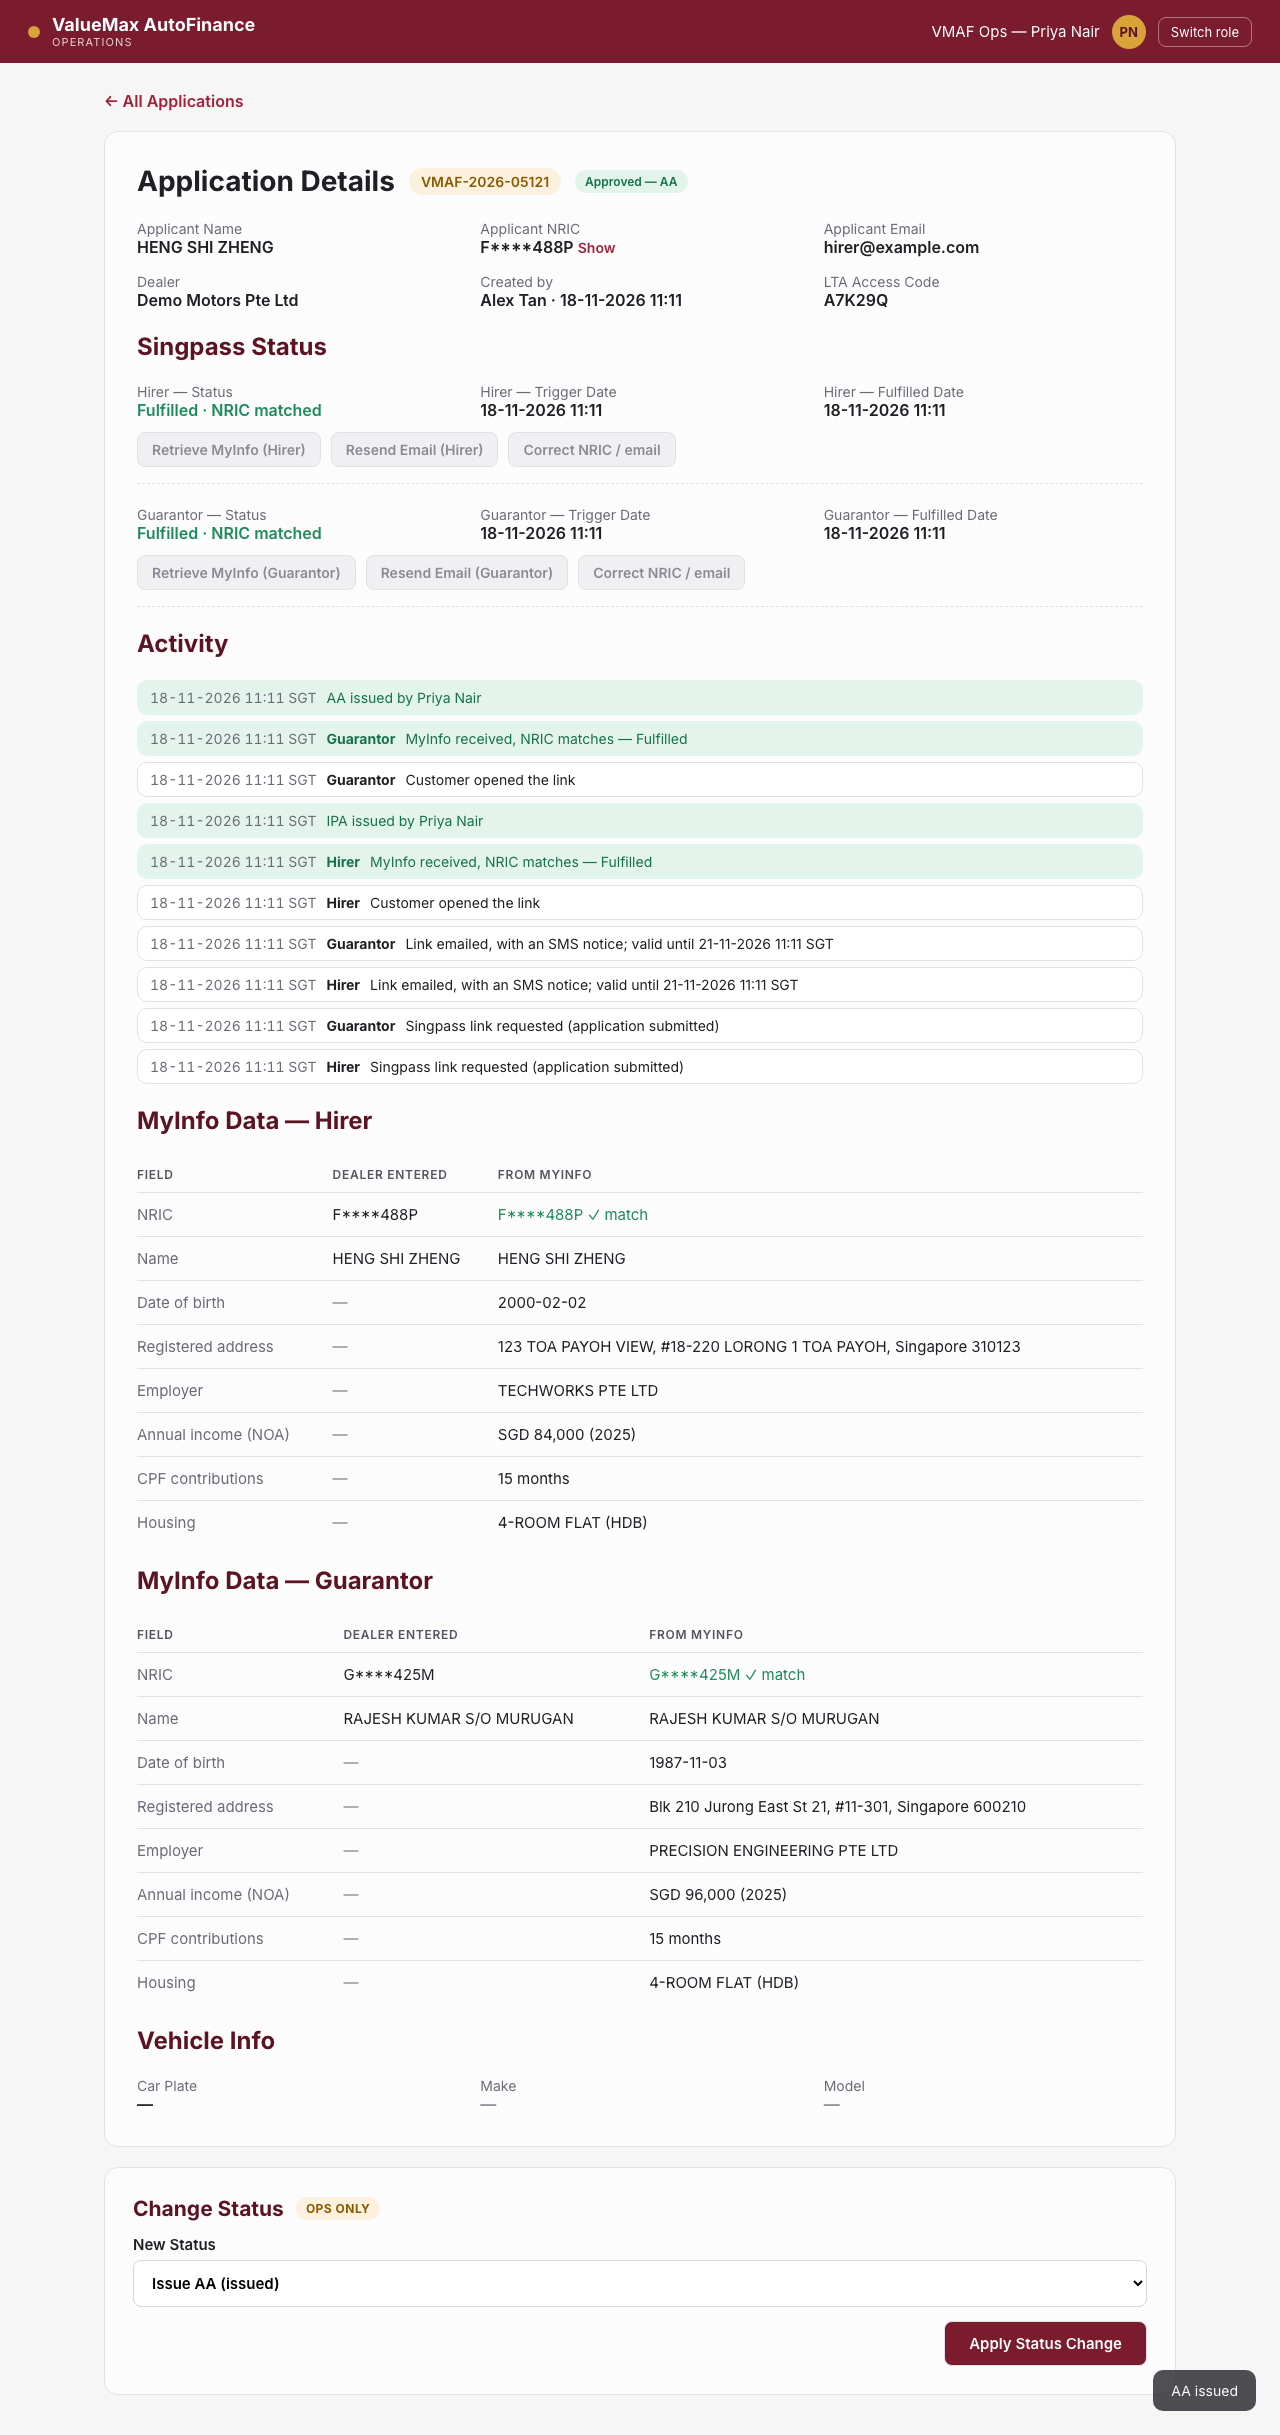 ValueMax AutoFinance
OPERATIONS
VMAF Ops — Priya Nair PN Switch role
← All Applications
Application Details VMAF-2026-05121 Approved — AA
Applicant Name Applicant NRIC Applicant Email
HENG SHI ZHENG F****488P Show hirer@example.com
Dealer Created by LTA Access Code
Demo Motors Pte Ltd Alex Tan · 18-11-2026 11:11 A7K29Q
Singpass Status
Hirer — Status Hirer — Trigger Date Hirer — Fulfilled Date
Fulfilled · NRIC matched 18-11-2026 11:11 18-11-2026 11:11
Retrieve MyInfo (Hirer) Resend Email (Hirer) Correct NRIC / email
Guarantor — Status Guarantor — Trigger Date Guarantor — Fulfilled Date
Fulfilled · NRIC matched 18-11-2026 11:11 18-11-2026 11:11
Retrieve MyInfo (Guarantor) Resend Email (Guarantor) Correct NRIC / email
Activity
18-11-2026 11:11 SGT AA issued by Priya Nair
18-11-2026 11:11 SGT Guarantor MyInfo received, NRIC matches — Fulfilled
18-11-2026 11:11 SGT Guarantor Customer opened the link
18-11-2026 11:11 SGT IPA issued by Priya Nair
18-11-2026 11:11 SGT Hirer MyInfo received, NRIC matches — Fulfilled
18-11-2026 11:11 SGT Hirer Customer opened the link
18-11-2026 11:11 SGT Guarantor Link emailed, with an SMS notice; valid until 21-11-2026 11:11 SGT
18-11-2026 11:11 SGT Hirer Link emailed, with an SMS notice; valid until 21-11-2026 11:11 SGT
18-11-2026 11:11 SGT Guarantor Singpass link requested (application submitted)
18-11-2026 11:11 SGT Hirer Singpass link requested (application submitted)
MyInfo Data — Hirer
FIELD DEALER ENTERED FROM MYINFO
NRIC F****488P F****488P ✓ match
Name HENG SHI ZHENG HENG SHI ZHENG
Date of birth — 2000-02-02
Registered address — 123 TOA PAYOH VIEW, #18-220 LORONG 1 TOA PAYOH, Singapore 310123
Employer — TECHWORKS PTE LTD
Annual income (NOA) — SGD 84,000 (2025)
CPF contributions — 15 months
Housing — 4-ROOM FLAT (HDB)
MyInfo Data — Guarantor
FIELD DEALER ENTERED FROM MYINFO
NRIC G****425M G****425M ✓ match
Name RAJESH KUMAR S/O MURUGAN RAJESH KUMAR S/O MURUGAN
Date of birth — 1987-11-03
Registered address — Blk 210 Jurong East St 21, #11-301, Singapore 600210
Employer — PRECISION ENGINEERING PTE LTD
Annual income (NOA) — SGD 96,000 (2025)
CPF contributions — 15 months
Housing — 4-ROOM FLAT (HDB)
Vehicle Info
Car Plate Make Model
— — —
Change Status OPS ONLY
New Status
Issue AA (issued)
Apply Status Change
AA issued